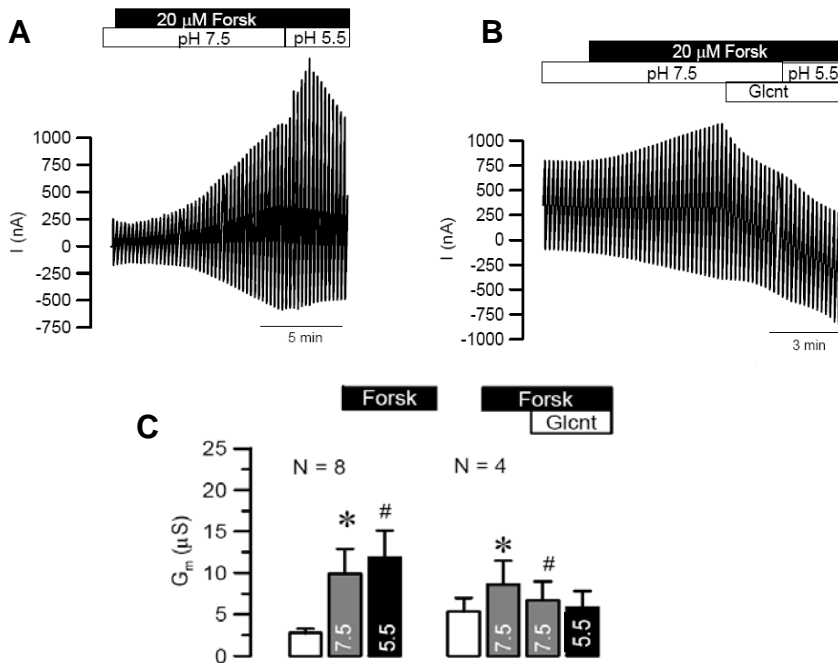 A
20 µM Forsk
pH 7.5 pH 5.5
1000
750
500
250
0
-250
-500
-750
I (nA)
5 min
B
20 µM Forsk
pH 7.5 pH 5.5
Glcnt
1000
750
500
250
0
-250
-500
-750
-1000
I (nA)
3 min
C
Forsk
Forsk
Glcnt
25
20
15
10
5
0
Gm (µS)
N = 8
N = 4
* #
* #
7.5 5.5
7.5 7.5 5.5